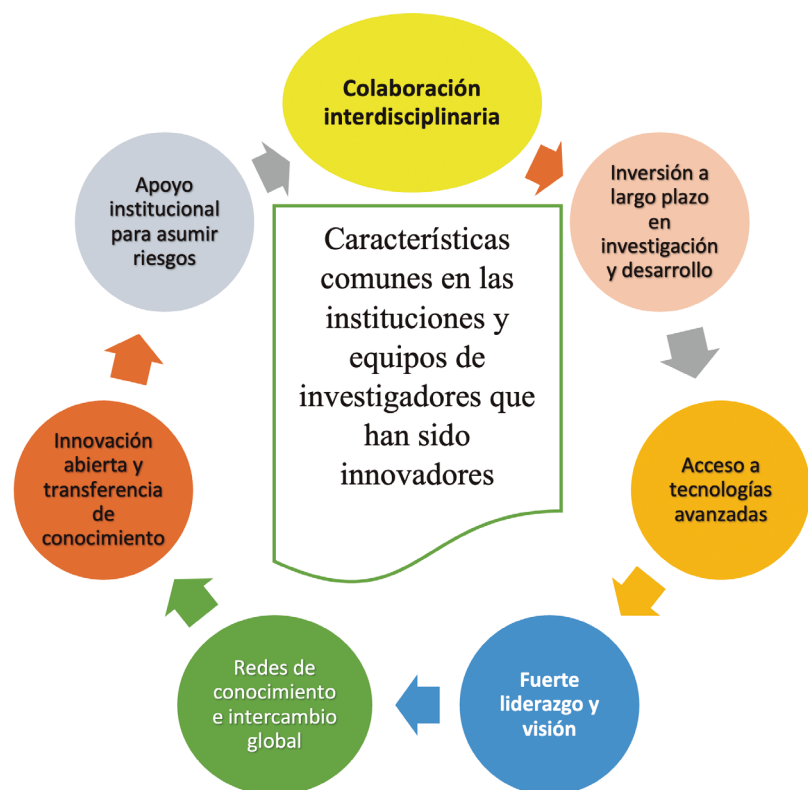 Colaboración
interdisciplinaria
Inversión a
largo plazo
en
investigación
y desarrollo
Acceso a
tecnologías
avanzadas
Fuerte
liderazgo y
visión
Redes de
conocimiento
e intercambio
global
Innovación
abierta y
transferencia
de
conocimiento
Apoyo
institucional
para asumir
riesgos
Características
comunes en las
instituciones y
equipos de
investigadores que
han sido
innovadores